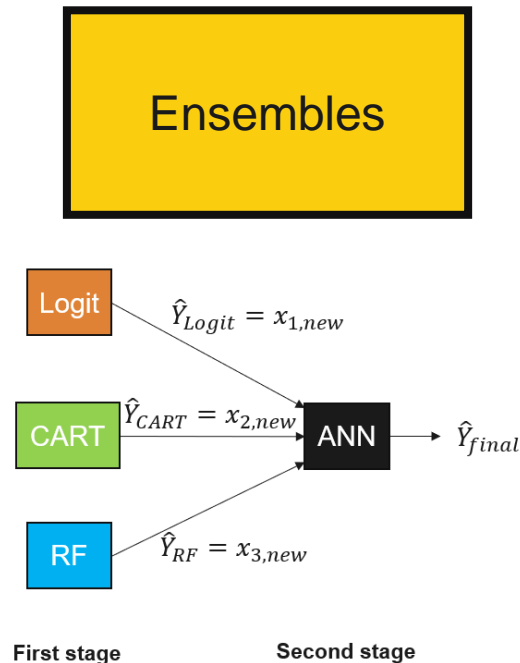 Ensembles
Logit
Ŷ_Logit = x_1,new
CART
Ŷ_CART = x_2,new
ANN
Ŷ_final
RF
Ŷ_RF = x_3,new
First stage
Second stage